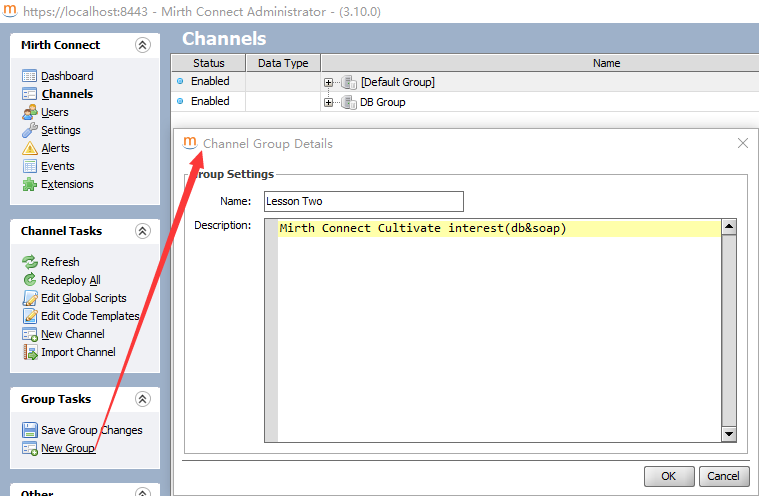 https://localhost:8443 - Mirth Connect Administrator - (3.10.0)
Mirth Connect
Dashboard
Channels
Users
Settings
Alerts
Events
Extensions
Channel Tasks
Refresh
Redeploy All
Edit Global Scripts
Edit Code Templates
New Channel
Import Channel
Group Tasks
Save Group Changes
New Group
Other
Channels
Status Data Type Name
Enabled [Default Group]
Enabled DB Group
Channel Group Details
Group Settings
Name: Lesson Two
Description: Mirth Connect Cultivate interest(db&soap)
OK Cancel